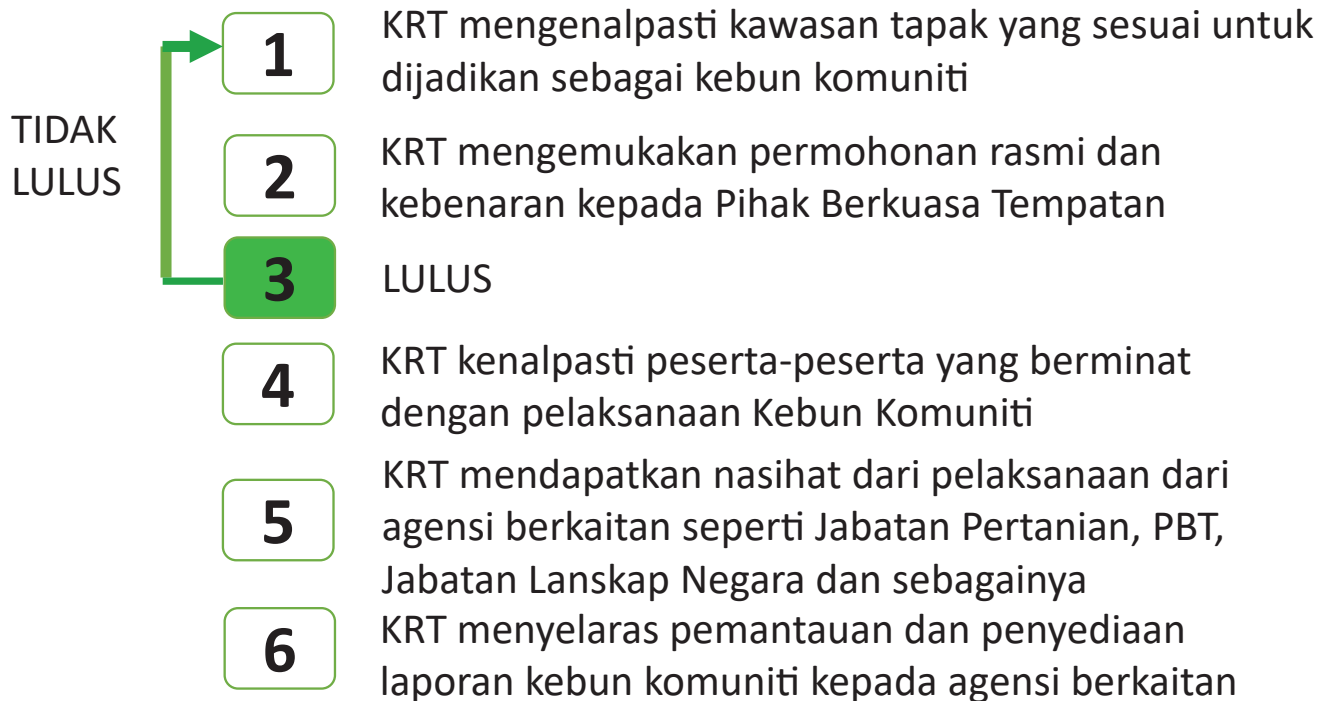 1
KRT mengenalpasti kawasan tapak yang sesuai untuk
dijadikan sebagai kebun komuniti
TIDAK
LULUS
2
KRT mengemukakan permohonan rasmi dan
kebenaran kepada Pihak Berkuasa Tempatan
3
LULUS
4
KRT kenalpasti peserta-peserta yang berminat
dengan pelaksanaan Kebun Komuniti
5
KRT mendapatkan nasihat dari pelaksanaan dari
agensi berkaitan seperti Jabatan Pertanian, PBT,
Jabatan Lanskap Negara dan sebagainya
6
KRT menyelaras pemantauan dan penyediaan
laporan kebun komuniti kepada agensi berkaitan